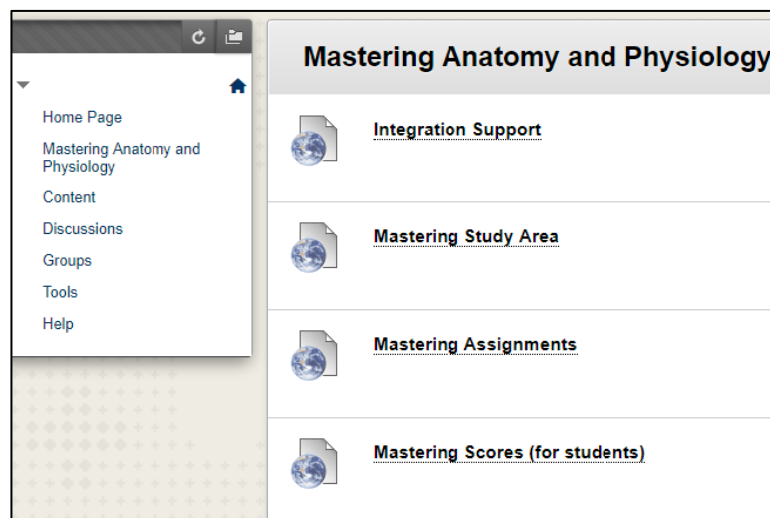 Home Page
Mastering Anatomy and
Physiology
Content
Discussions
Groups
Tools
Help
Mastering Anatomy and Physiology
Integration Support
Mastering Study Area
Mastering Assignments
Mastering Scores (for students)